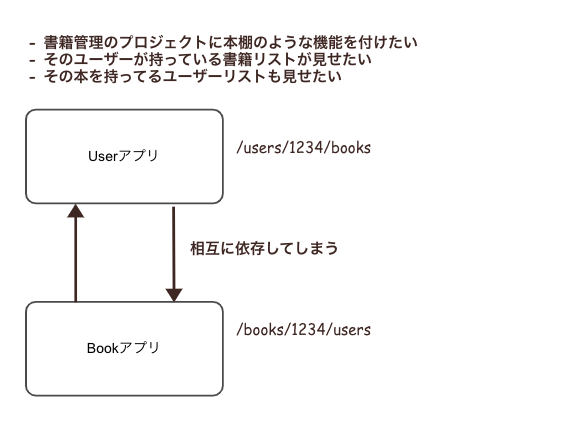 - 書籍管理のプロジェクトに本棚のような機能を付けたい
- そのユーザーが持っている書籍リストが見せたい
- その本を持ってるユーザーリストも見せたい
Userアプリ
/users/1234/books
相互に依存してしまう
Bookアプリ
/books/1234/users